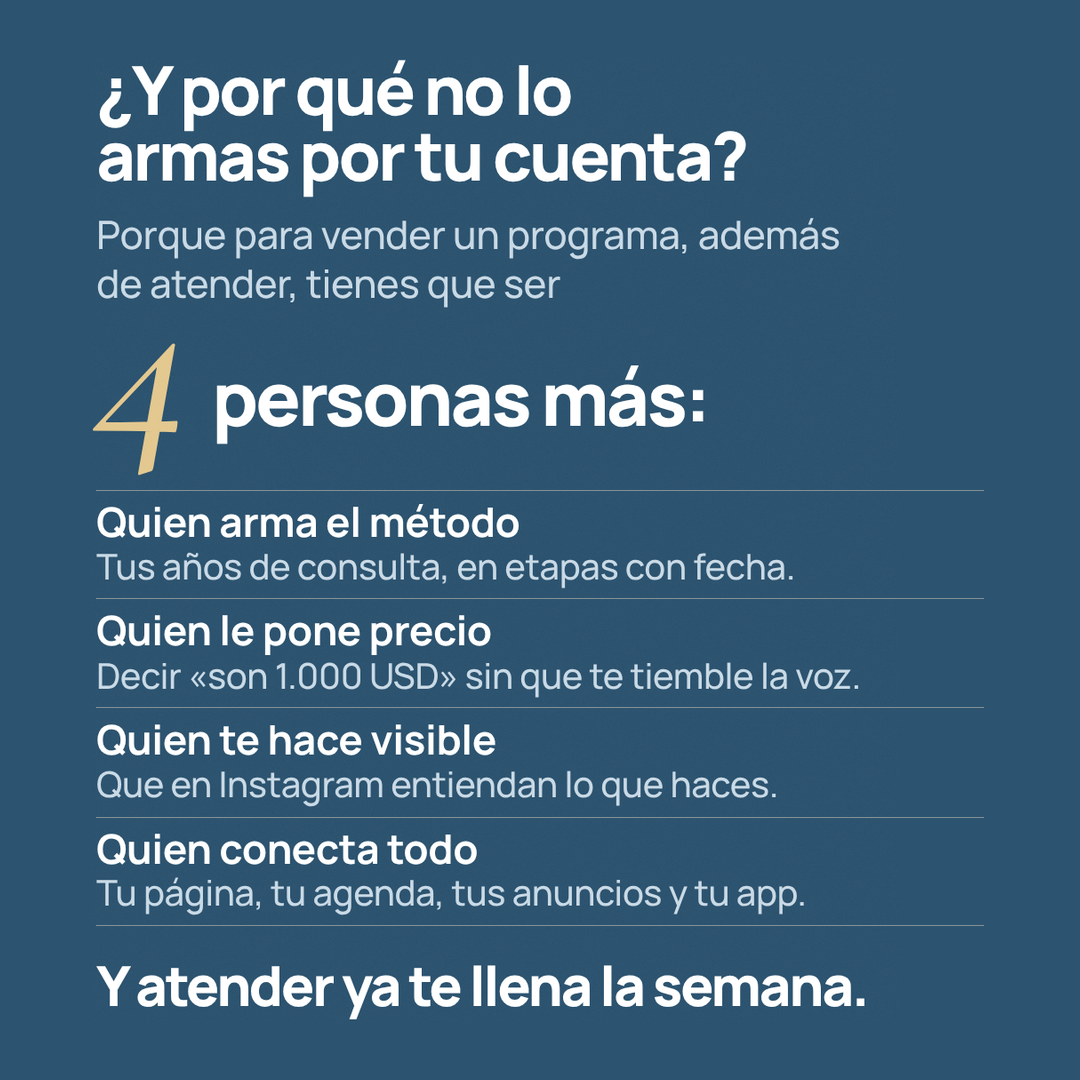 ¿Y por qué no lo
armas por tu cuenta?
Porque para vender un programa, además
de atender, tienes que ser
4 personas más:
Quien arma el método
Tus años de consulta, en etapas con fecha.
Quien le pone precio
Decir «son 1.000 USD» sin que te tiemble la voz.
Quien te hace visible
Que en Instagram entiendan lo que haces.
Quien conecta todo
Tu página, tu agenda, tus anuncios y tu app.
Y atender ya te llena la semana.